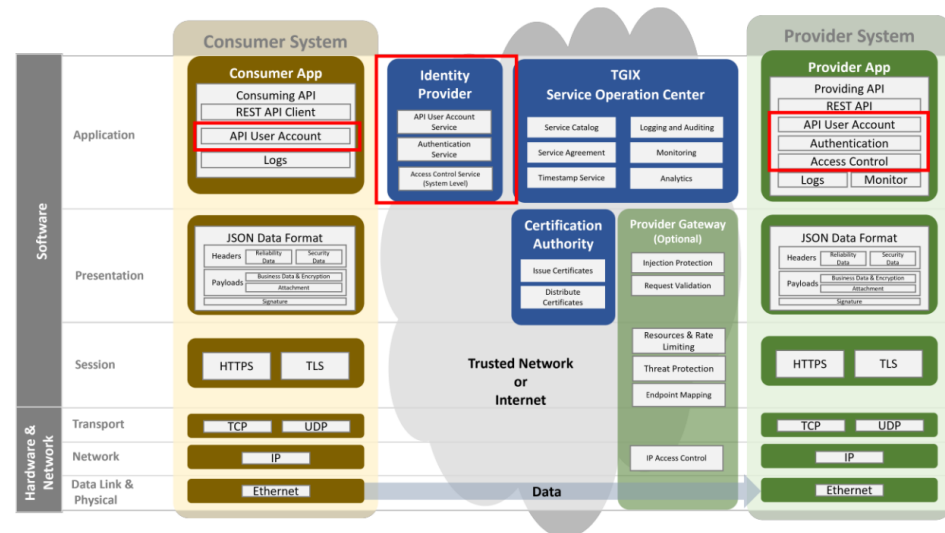 Consumer System
Provider System
Software
Hardware &
Network
Application
Presentation
Session
Transport
Network
Data Link &
Physical
Consumer App
Consuming API
REST API Client
API User Account
Logs
Identity
Provider
API User Account
Service
Authentication
Service
Access Control Service
(System Level)
TGIX
Service Operation Center
Service Catalog
Logging and Auditing
Service Agreement
Monitoring
Timestamp Service
Analytics
Provider App
Providing API
REST API
API User Account
Authentication
Access Control
Logs
Monitor
JSON Data Format
Headers
Reliability
Data
Security
Data
Payloads
Business Data & Encryption
Attachment
Signature
Certification
Authority
Issue Certificates
Distribute
Certificates
Provider Gateway
(Optional)
Injection Protection
Request Validation
Resources & Rate
Limiting
Threat Protection
Endpoint Mapping
IP Access Control
JSON Data Format
Headers
Reliability
Data
Security
Data
Payloads
Business Data & Encryption
Attachment
Signature
HTTPS
TLS
Trusted Network
or
Internet
HTTPS
TLS
TCP
UDP
TCP
UDP
IP
IP
Ethernet
Data
Ethernet